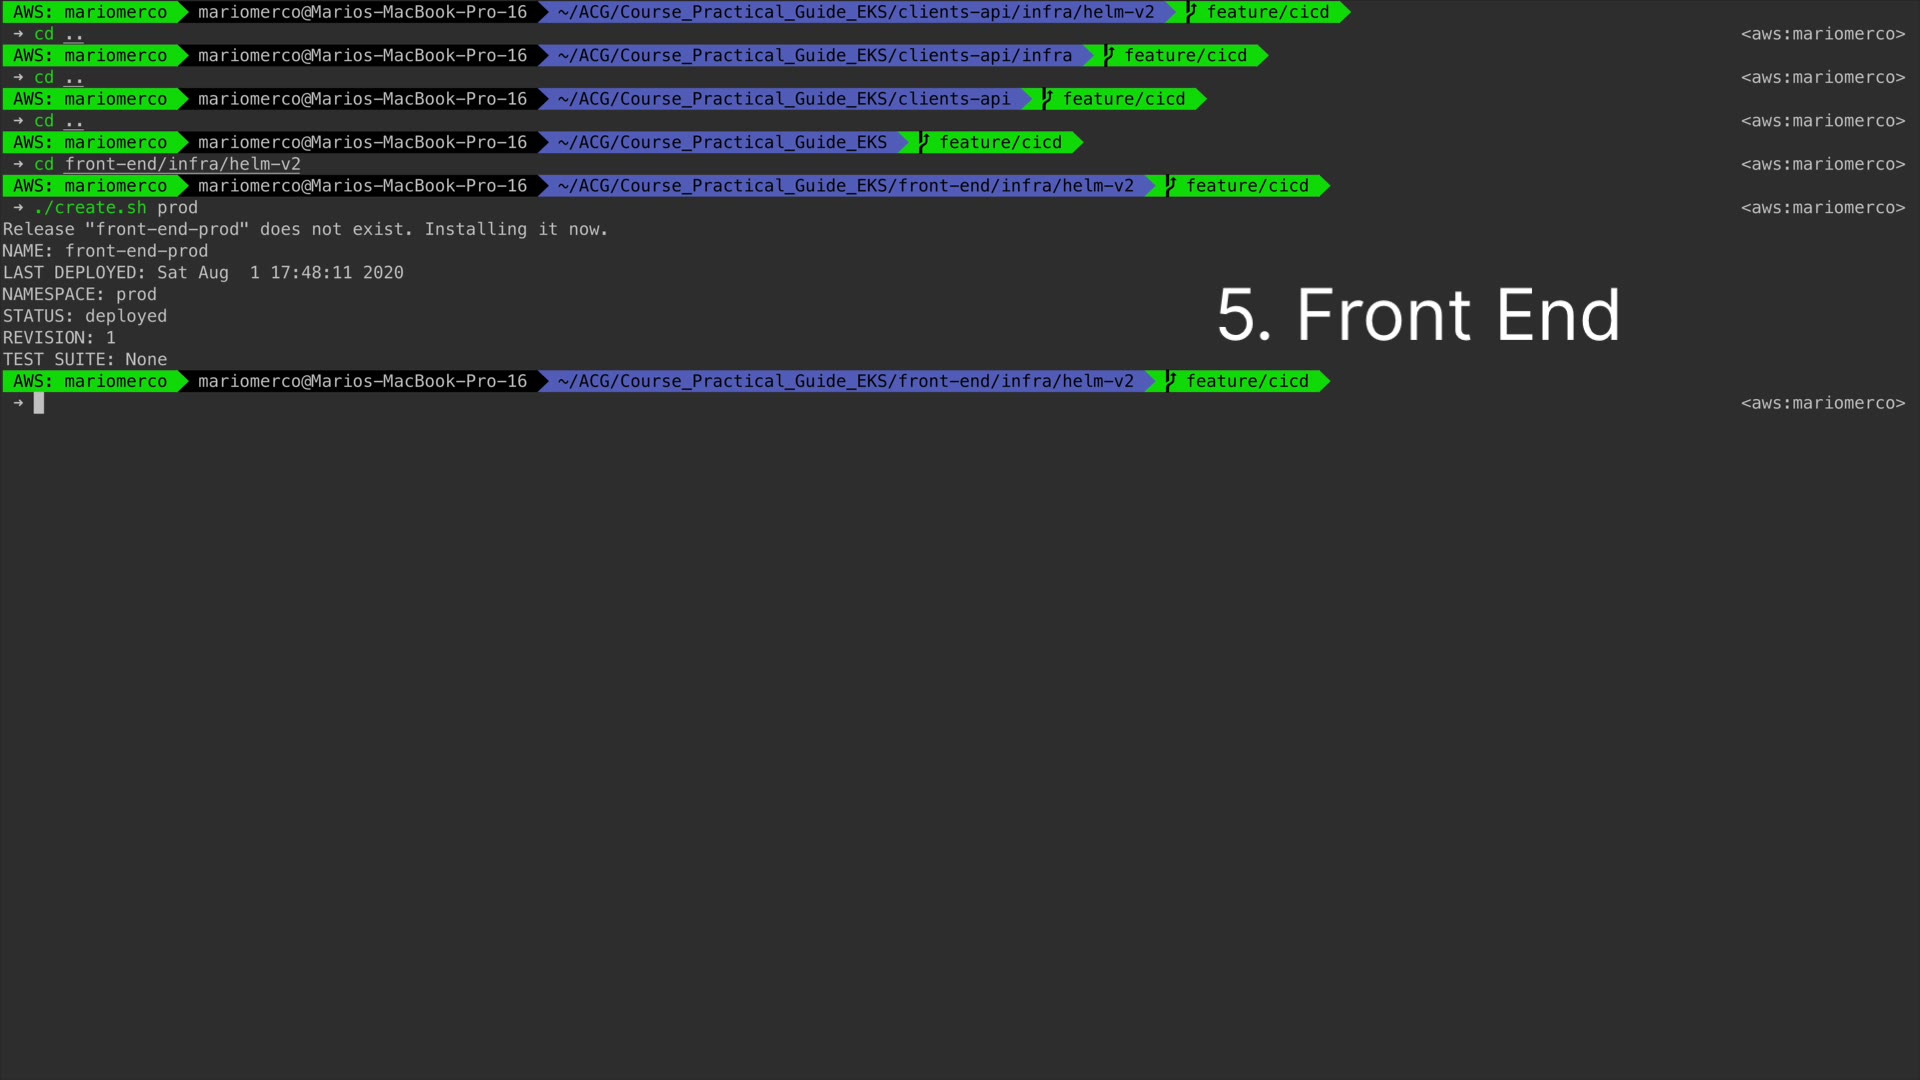 AWS: mariomerco mariomerco@Marios-MacBook-Pro-16 ~/ACG/Course_Practical_Guide_EKS/clients-api/infra/helm-v2 feature/cicd
➜ cd .. <aws:mariomerco>
AWS: mariomerco mariomerco@Marios-MacBook-Pro-16 ~/ACG/Course_Practical_Guide_EKS/clients-api/infra feature/cicd
➜ cd .. <aws:mariomerco>
AWS: mariomerco mariomerco@Marios-MacBook-Pro-16 ~/ACG/Course_Practical_Guide_EKS/clients-api feature/cicd
➜ cd .. <aws:mariomerco>
AWS: mariomerco mariomerco@Marios-MacBook-Pro-16 ~/ACG/Course_Practical_Guide_EKS feature/cicd
➜ cd front-end/infra/helm-v2 <aws:mariomerco>
AWS: mariomerco mariomerco@Marios-MacBook-Pro-16 ~/ACG/Course_Practical_Guide_EKS/front-end/infra/helm-v2 feature/cicd
➜ ./create.sh prod <aws:mariomerco>
Release "front-end-prod" does not exist. Installing it now.
NAME: front-end-prod
LAST DEPLOYED: Sat Aug  1 17:48:11 2020
NAMESPACE: prod
STATUS: deployed
REVISION: 1
TEST SUITE: None
5. Front End
AWS: mariomerco mariomerco@Marios-MacBook-Pro-16 ~/ACG/Course_Practical_Guide_EKS/front-end/infra/helm-v2 feature/cicd
➜ <aws:mariomerco>